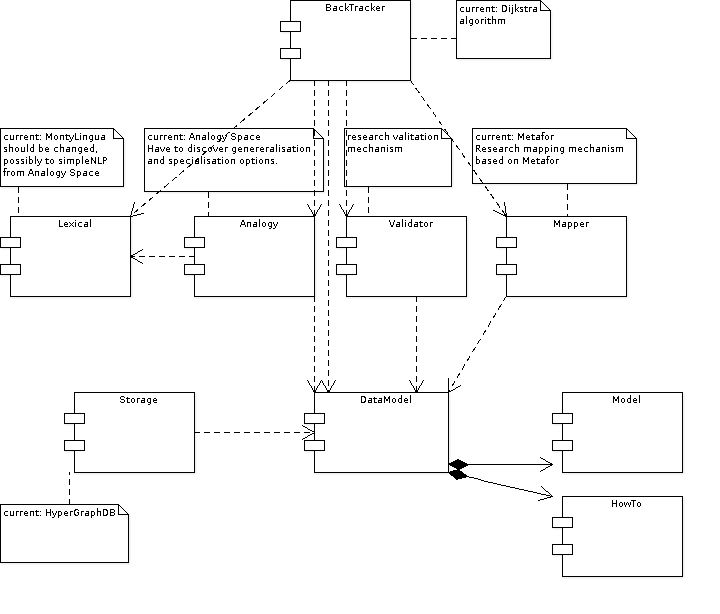 BackTracker
current: Dijkstra
algorithm
current: MontyLingua
should be changed,
possibly to simpleNLP
from Analogy Space
current: Analogy Space
Have to discover genereralisation
and specialisation options.
research valitation
mechanism
current: Metafor
Research mapping mechanism
based on Metafor
Lexical
Analogy
Validator
Mapper
Storage
DataModel
Model
current: HyperGraphDB
HowTo